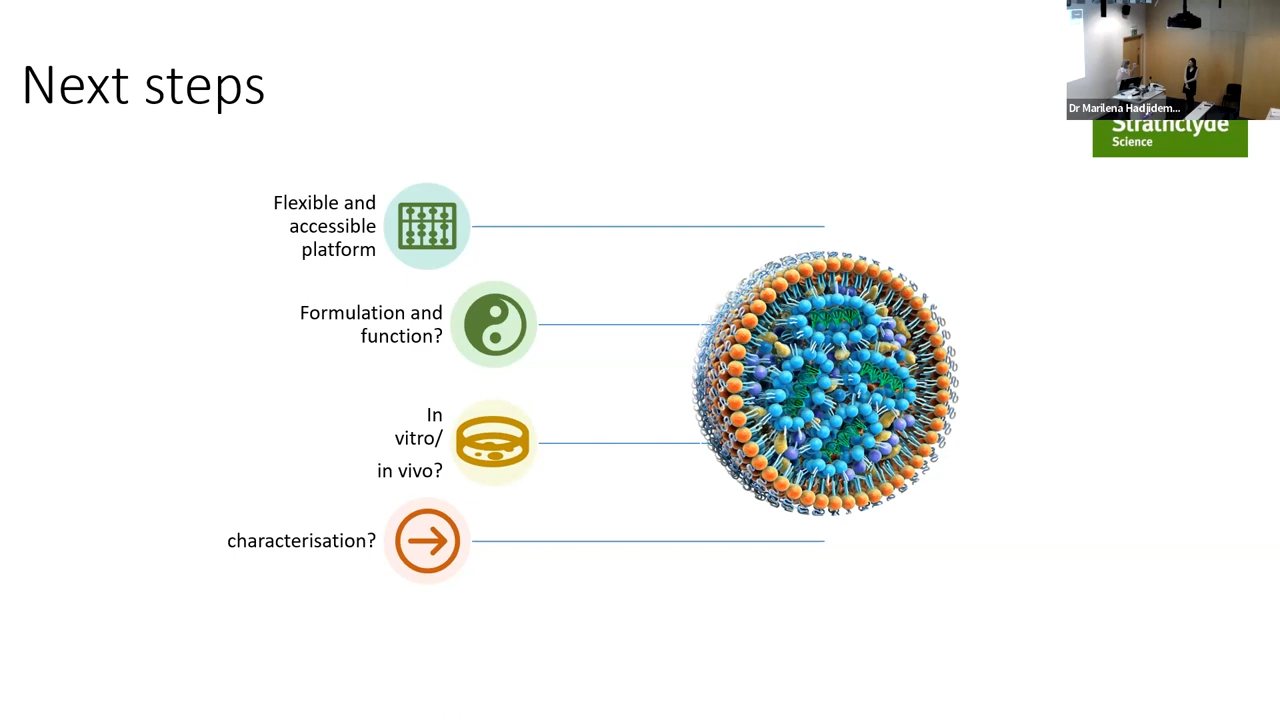 Next steps
Dr Marilena Hadjidem...
Strathclyde
Science
Flexible and
accessible
platform
Formulation and
function?
In
vitro/
in vivo?
characterisation?